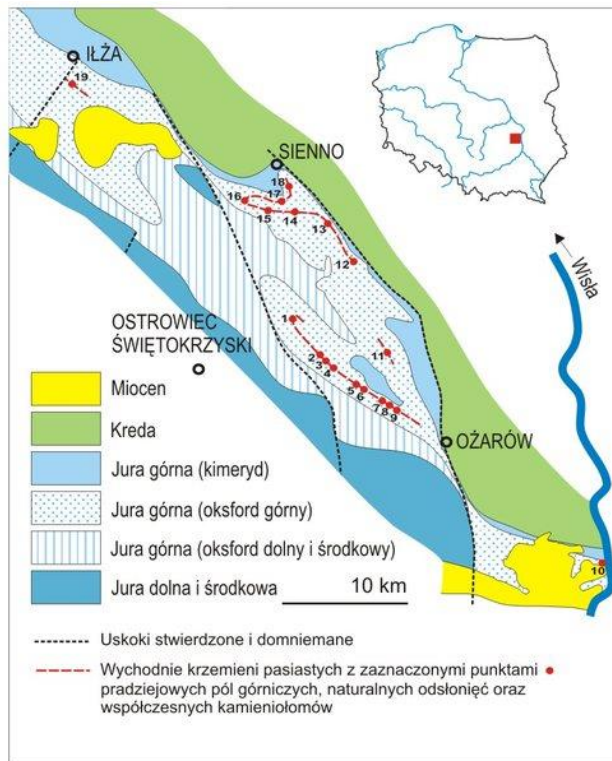 IŁŻA
19
SIENNO
18
17
16
15
14
13
12
Wisła
1
OSTROWIEC
ŚWIĘTOKRZYSKI
2
3
4
11
5
6
7
8
9
OŻARÓW
10
Miocen
Kreda
Jura górna (kimeryd)
Jura górna (oksford górny)
Jura górna (oksford dolny i środkowy)
Jura dolna i środkowa
10 km
Uskoki stwierdzone i domniemane
Wychodnie krzemieni pasiastych z zaznaczonymi punktami
pradziejowych pól górniczych, naturalnych odsłonięć oraz
współczesnych kamieniołomów